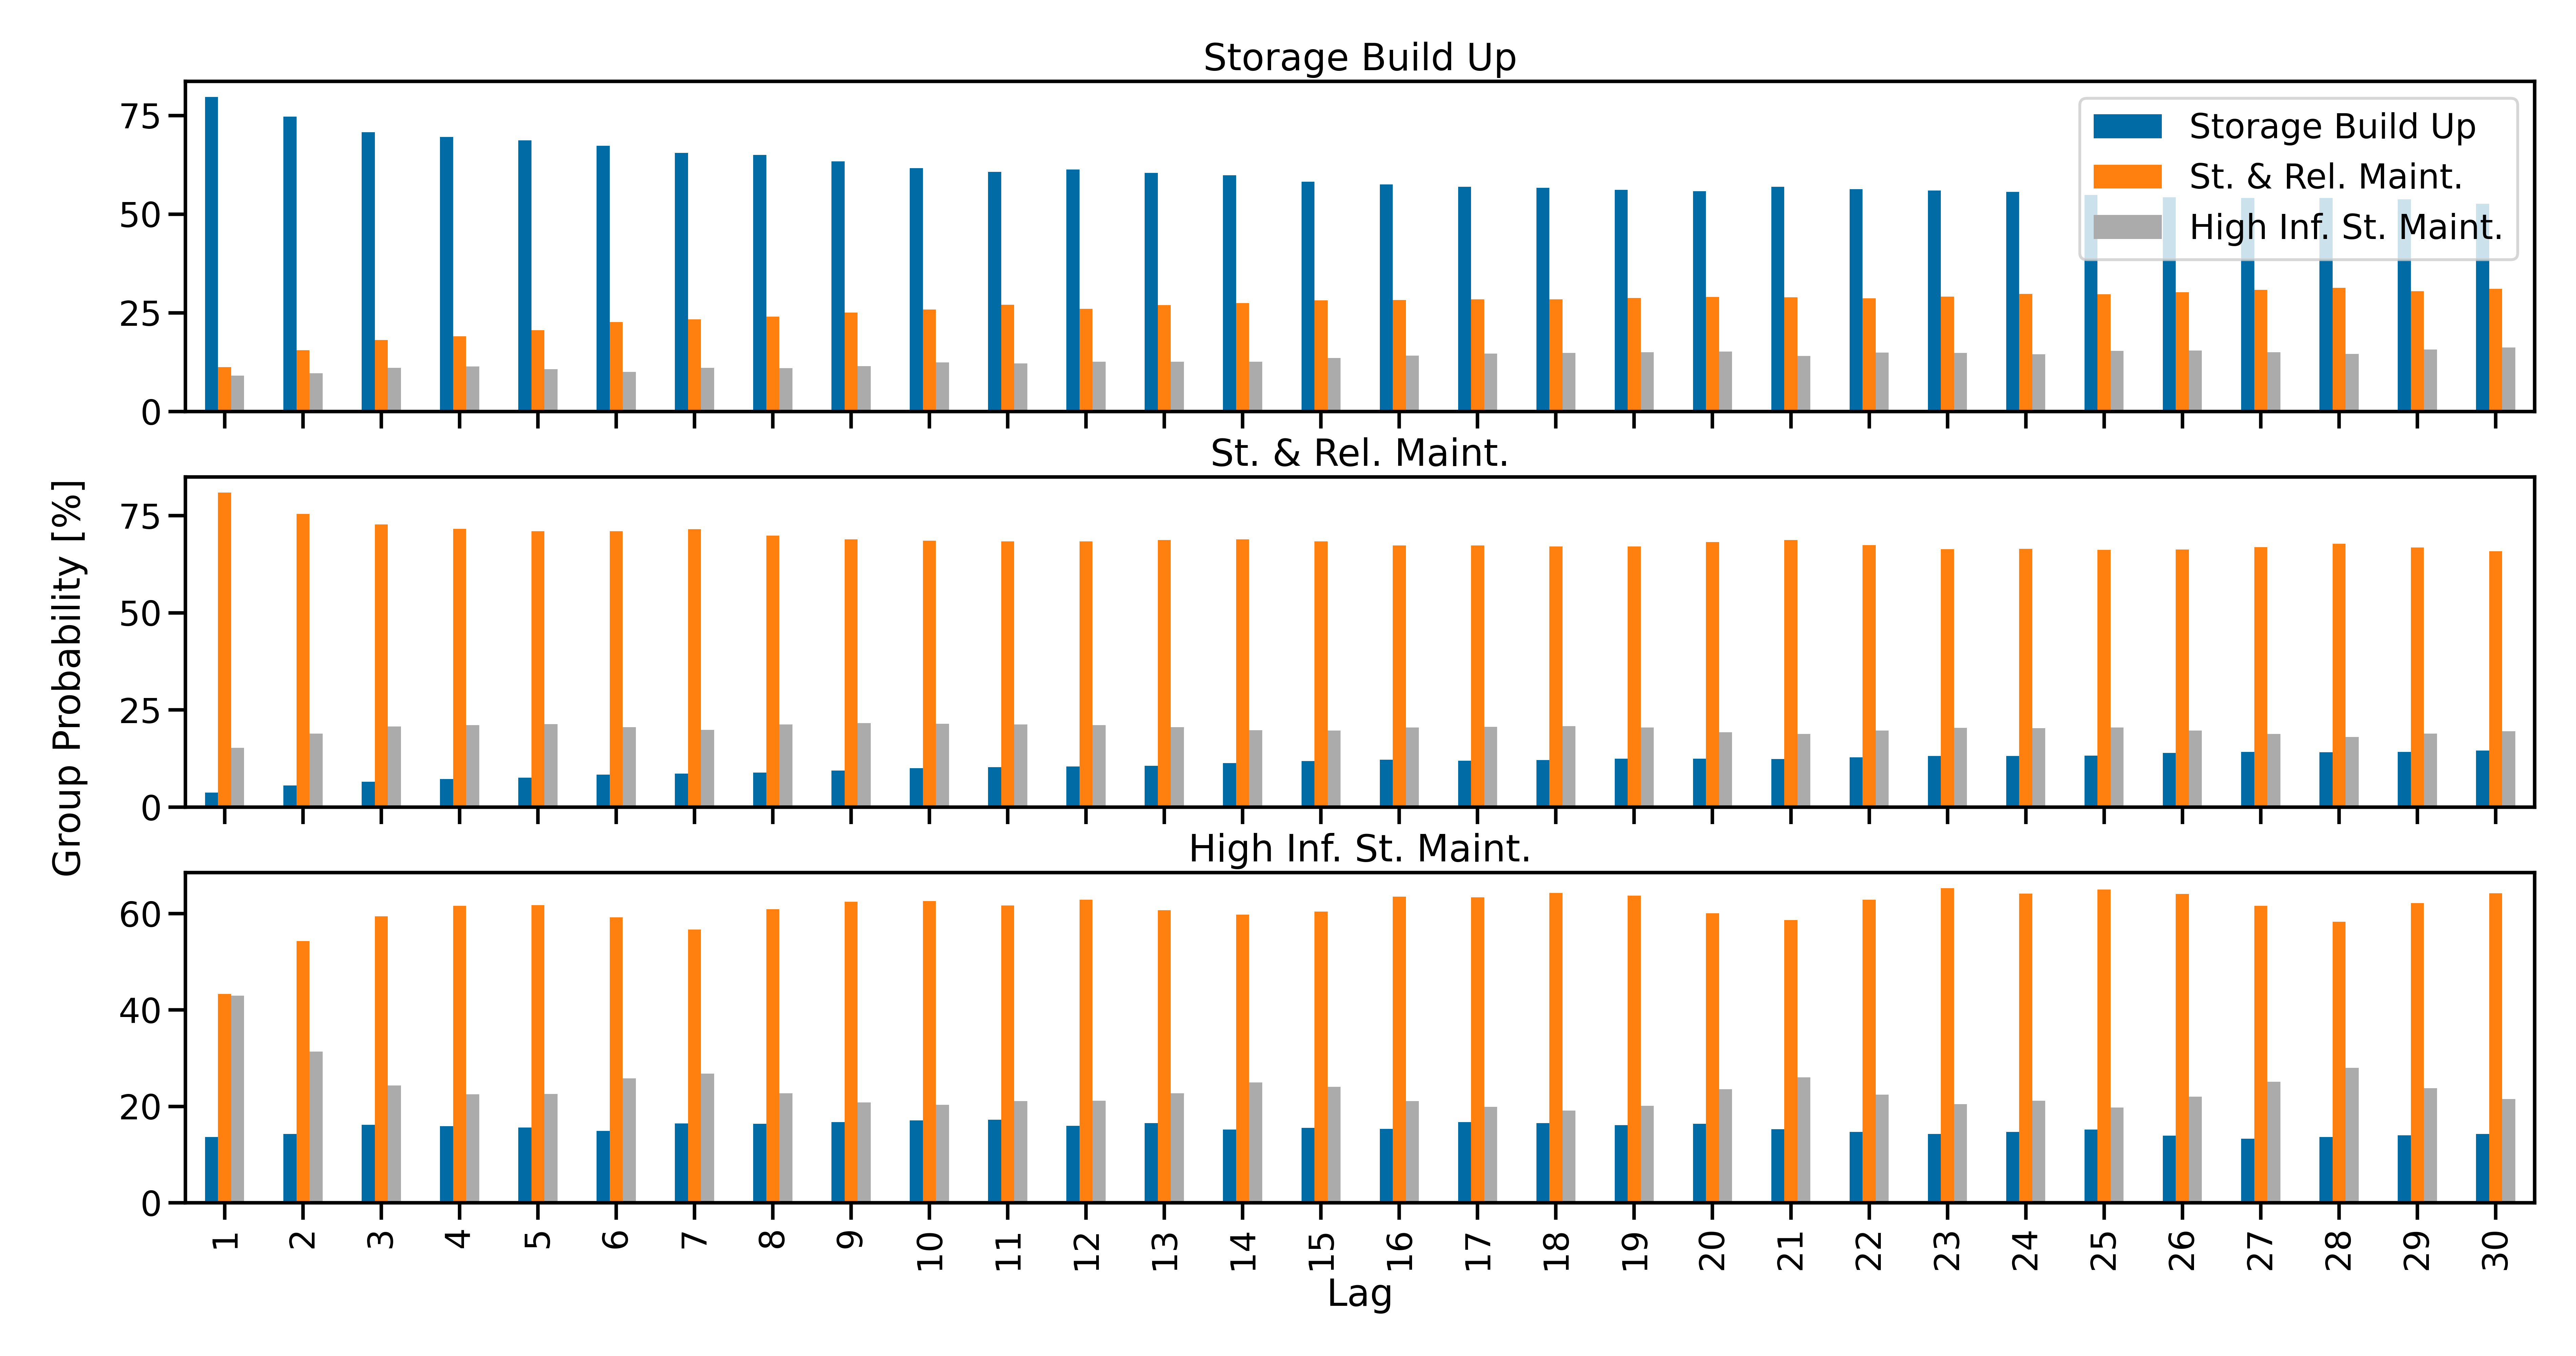 Storage Build Up
75
50
25
0
Storage Build Up
St. & Rel. Maint.
High Inf. St. Maint.
St. & Rel. Maint.
Group Probability [%]
75
50
25
0
High Inf. St. Maint.
60
40
20
0
1 2 3 4 5 6 7 8 9 10 11 12 13 14 15 16 17 18 19 20 21 22 23 24 25 26 27 28 29 30
Lag